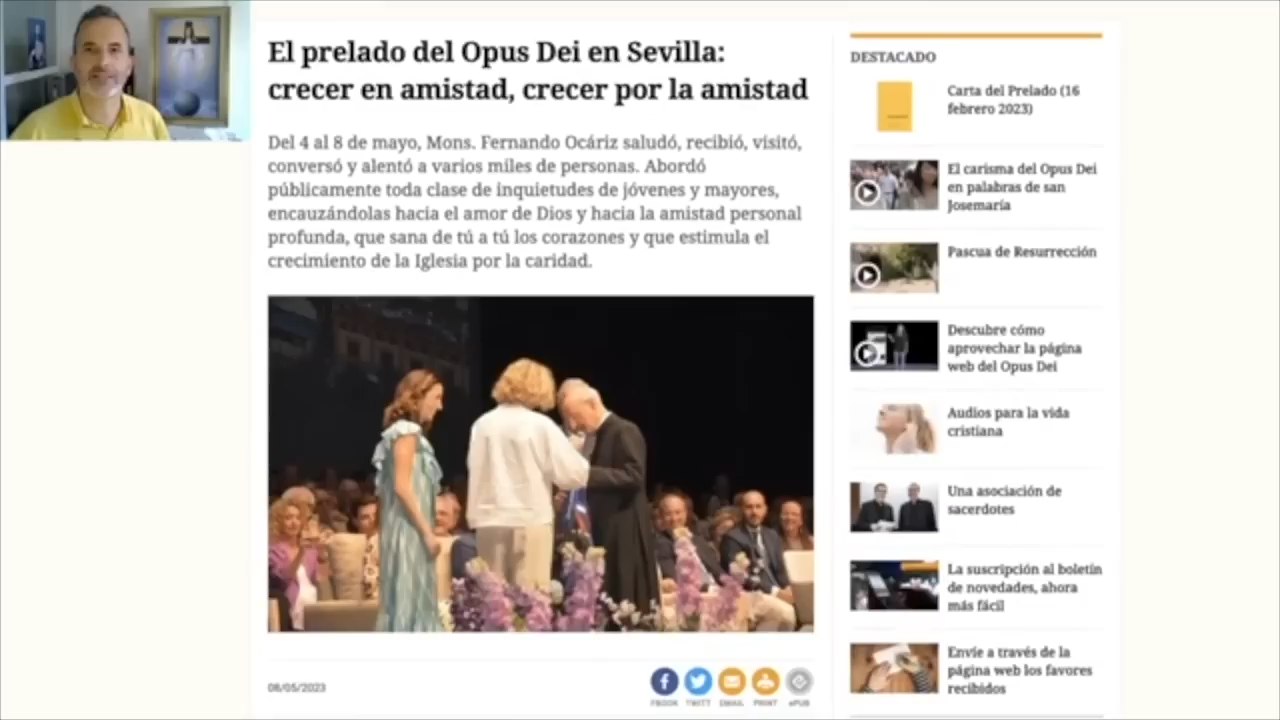 El prelado del Opus Dei en Sevilla:
crecer en amistad, crecer por la amistad
Del 4 al 8 de mayo, Mons. Fernando Ocáriz saludó, recibió, visitó,
conversó y alentó a varios miles de personas. Abordó
públicamente toda clase de inquietudes de jóvenes y mayores,
encauzándolas hacia el amor de Dios y hacia la amistad personal
profunda, que sana de tú a tú los corazones y que estimula el
crecimiento de la Iglesia por la caridad.
08/05/2023
FBOOK TWITT EMAIL PRINT ePUB
DESTACADO
Carta del Prelado (16
febrero 2023)
El carisma del Opus Dei
en palabras de san
Josemaría
Pascua de Resurrección
Descubre cómo
aprovechar la página
web del Opus Dei
Audios para la vida
cristiana
Una asociación de
sacerdotes
La suscripción al boletín
de novedades, ahora
más fácil
Envíe a través de la
página web los favores
recibidos